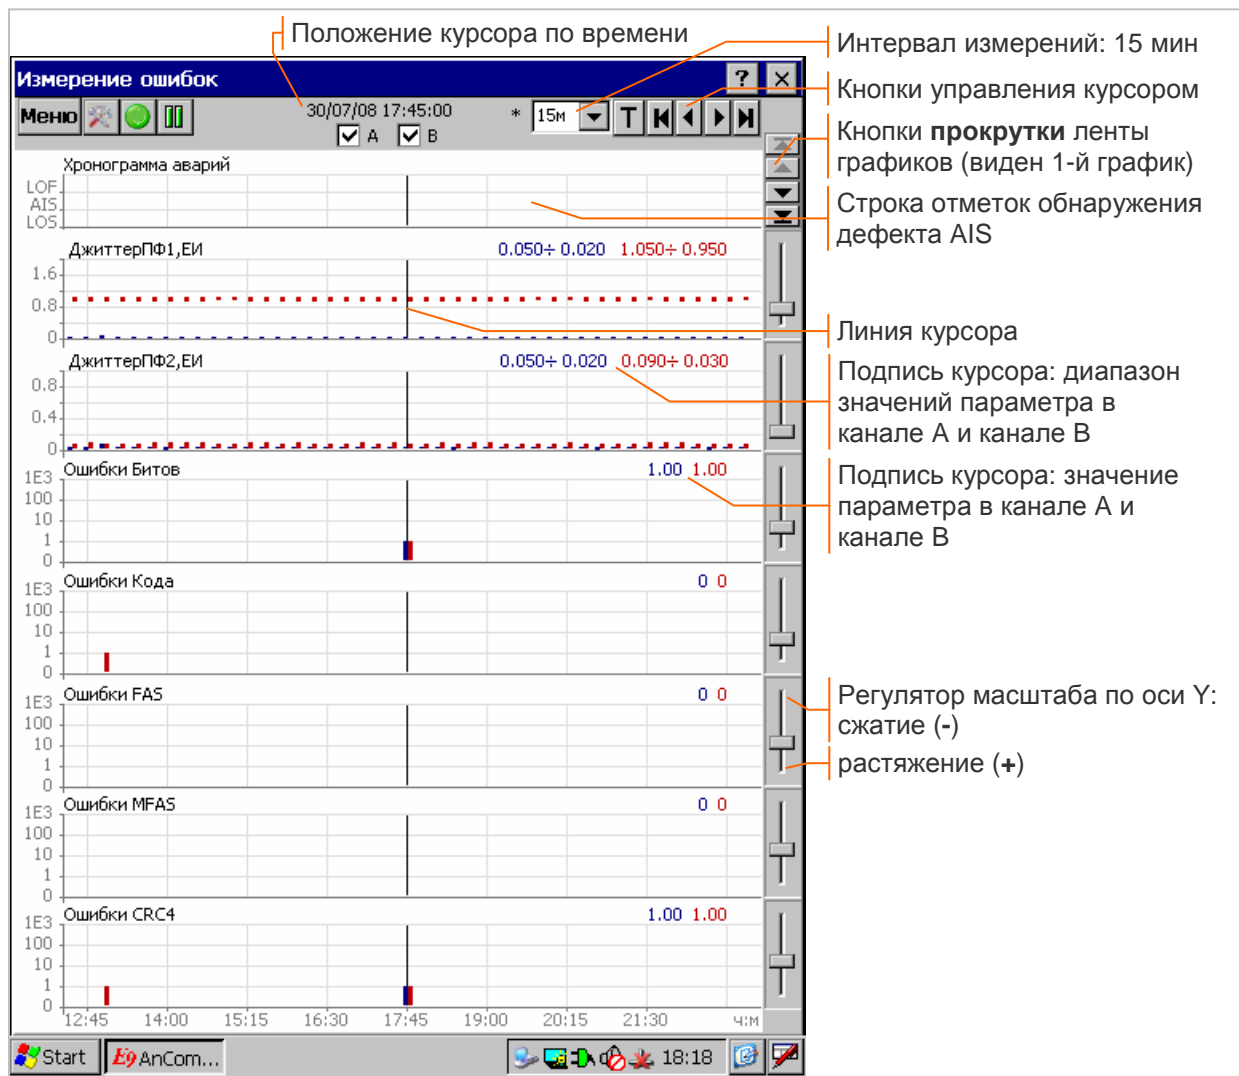 Положение курсора по времени
Интервал измерений: 15 мин
Измерение ошибок
?
Кнопки управления курсором
Меню
30/07/08 17:45:00
* 15м
T
A B
Кнопки прокрутки ленты
графиков (виден 1-й график)
Хронограмма аварий
LOF
AIS
LOS
Строка отметок обнаружения
дефекта AIS
ДжиттерПФ1,ЕИ 0.050÷ 0.020 1.050÷ 0.950
1.6
0.8
0
Линия курсора
ДжиттерПФ2,ЕИ 0.050÷ 0.020 0.090÷ 0.030
0.8
0.4
0
Подпись курсора: диапазон
значений параметра в
канале А и канале В
Ошибки Битов 1.00 1.00
1E3
100
10
1
0
Подпись курсора: значение
параметра в канале А и
канале В
Ошибки Кода 0 0
1E3
100
10
1
0
Ошибки FAS 0 0
1E3
100
10
1
0
Регулятор масштаба по оси Y:
сжатие (-)
растяжение (+)
Ошибки MFAS 0 0
1E3
100
10
1
0
Ошибки CRC4 1.00 1.00
1E3
100
10
1
0
12:45 14:00 15:15 16:30 17:45 19:00 20:15 21:30 ч:м
Start E9 AnCom... 18:18